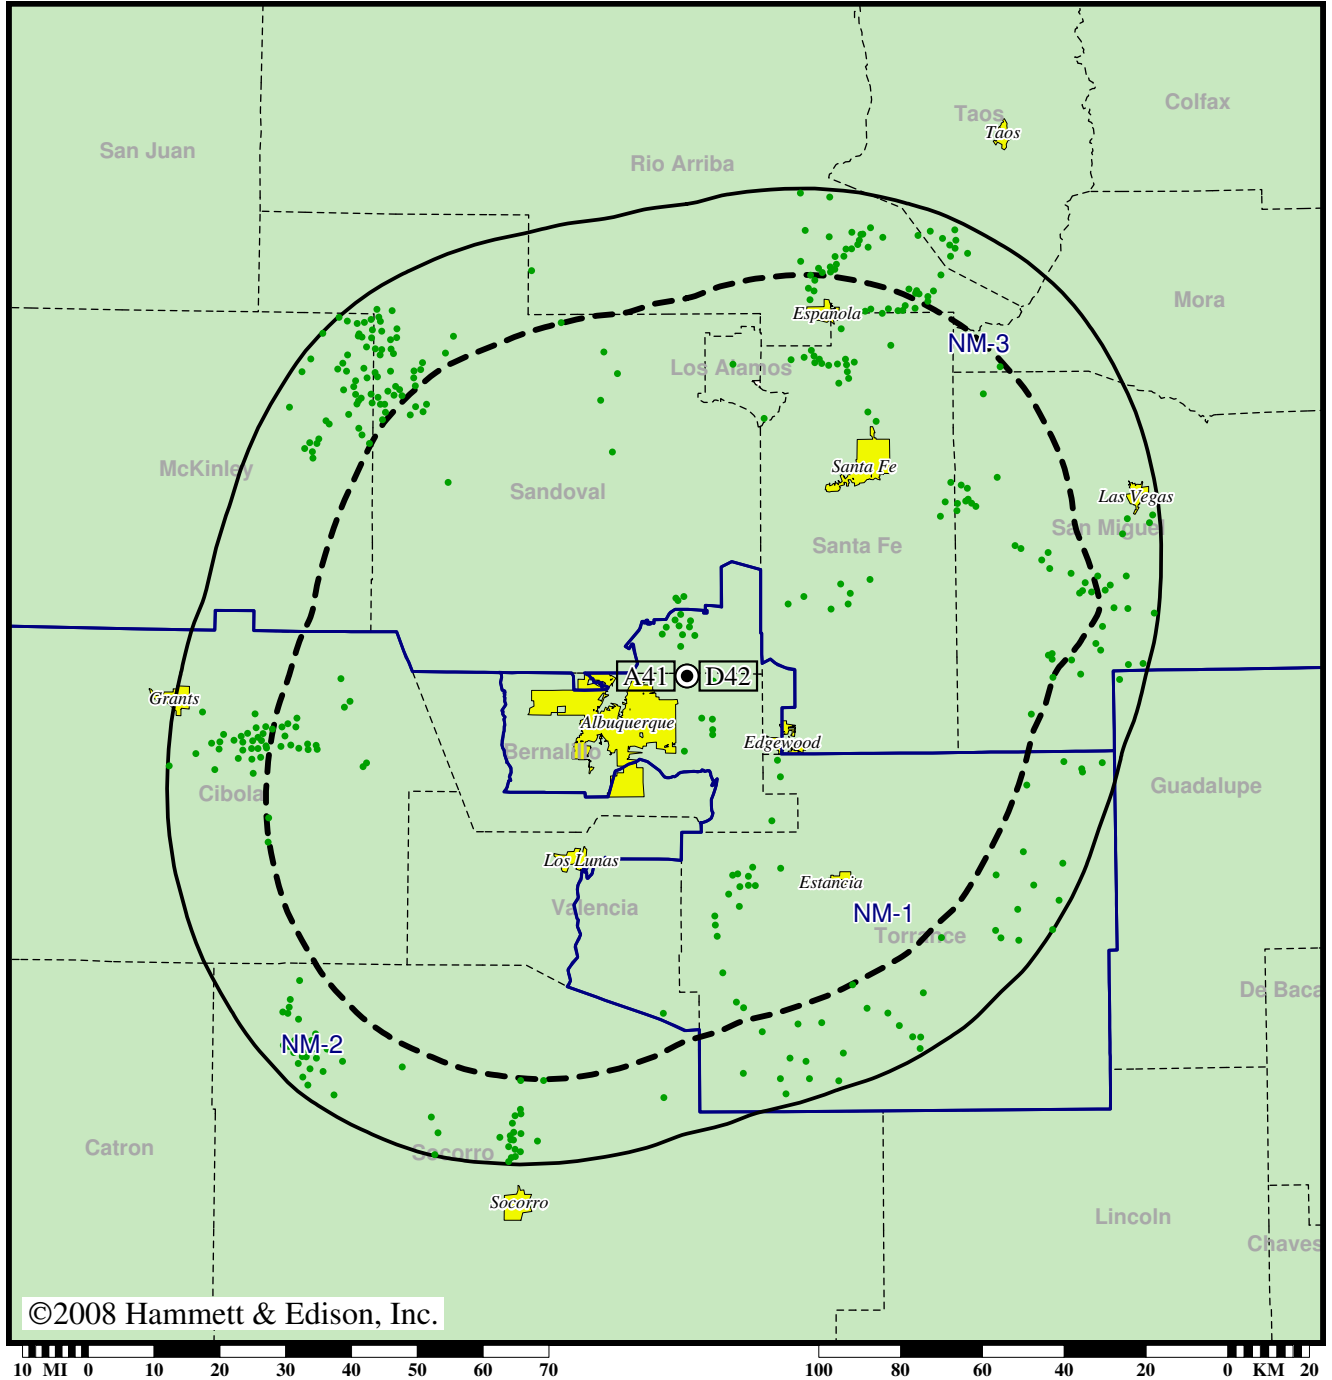 Colfax
Taos
Taos
San Juan
Rio Arriba
Mora
Española
NM-3
Los Alamos
McKinley
Santa Fe
Sandoval
Las Vegas
San Miguel
Santa Fe
A41 D42
Grants
Albuquerque
Edgewood
Bernalillo
Guadalupe
Cibola
Los Lunas
Estancia
Valencia
NM-1
Torrance
De Baca
NM-2
Catron
Socorro
Socorro
Lincoln
Chaves
©2008 Hammett & Edison, Inc.
10 MI 0 10 20 30 40 50 60 70 100 80 60 40 20 0 KM 20